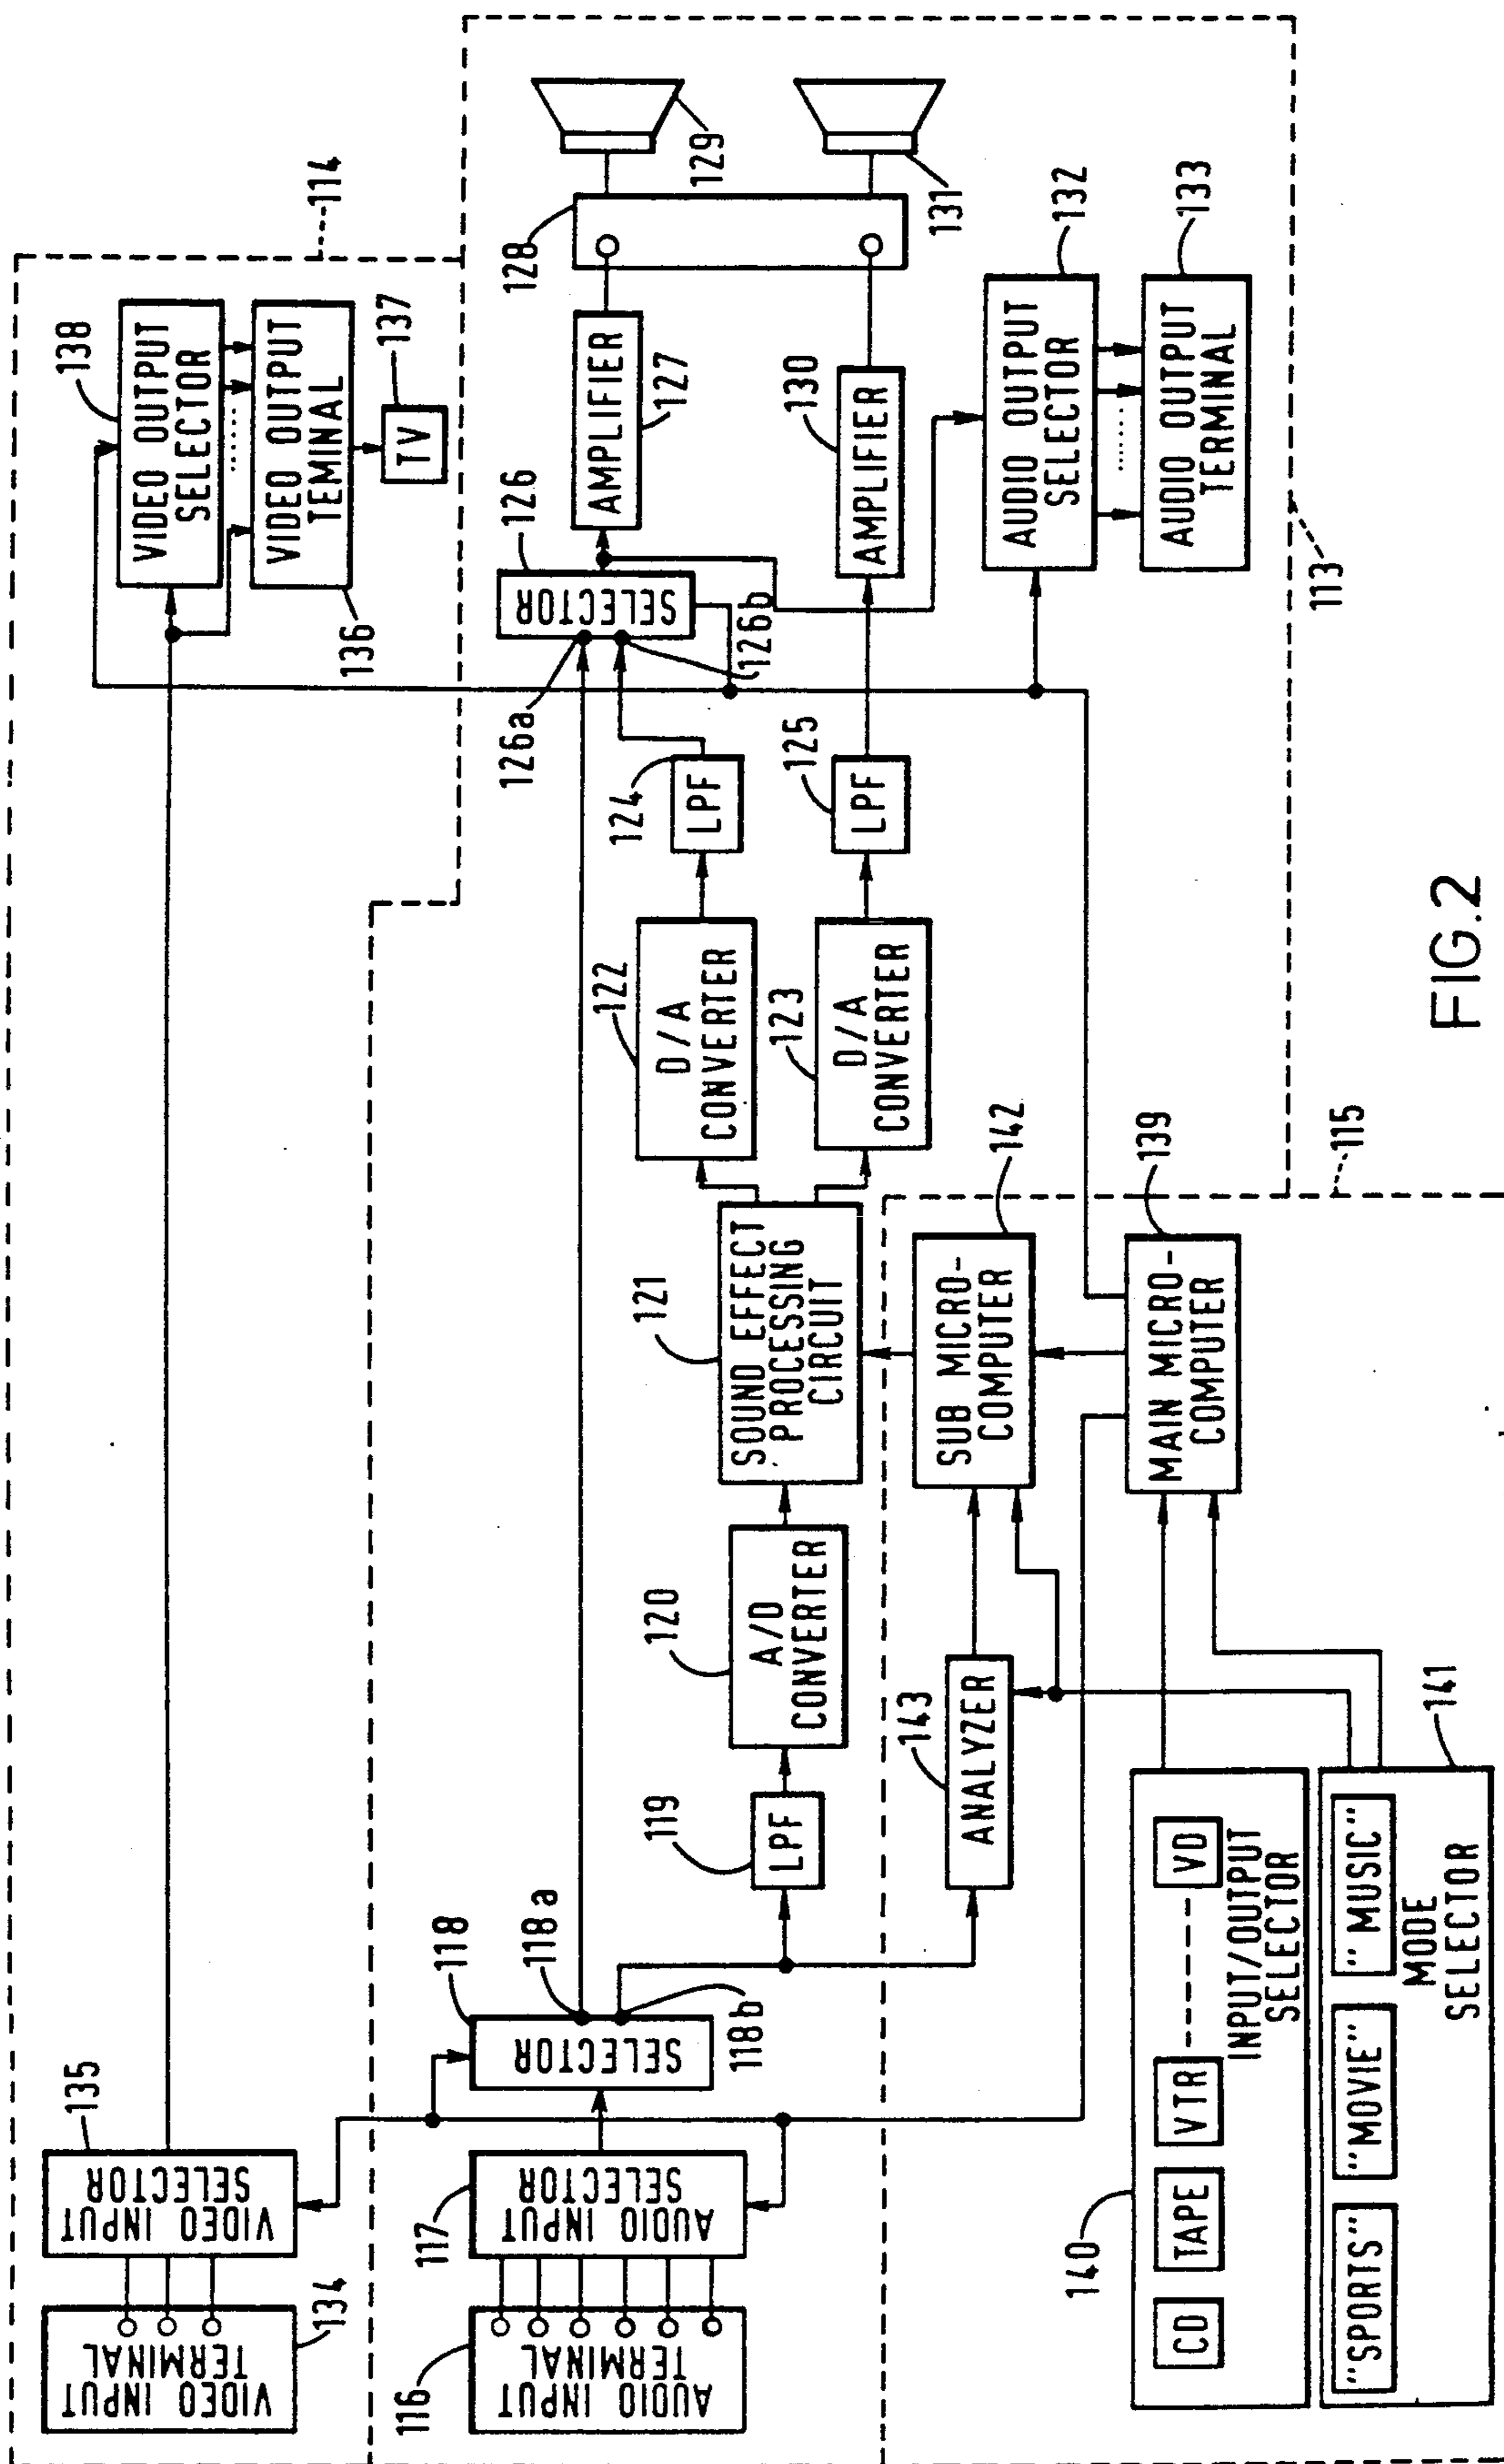 114
138
VIDEO OUTPUT
SELECTOR
VIDEO OUTPUT
TEMINAL
136
TV
137
135
VIDEO INPUT
SELECTOR
VIDEO INPUT
TERMINAL
134
116
AUDIO INPUT
TERMINAL
117
AUDIO INPUT
SELECTOR
118
SELECTOR
118a
118b
119
LPF
120
A/D
CONVERTER
121
SOUND EFFECT
PROCESSING
CIRCUIT
122
D/A
CONVERTER
123
D/A
CONVERTER
124
LPF
125
LPF
126
SELECTOR
126a
126b
AMPLIFIER
127
128
129
130
AMPLIFIER
131
132
AUDIO OUTPUT
SELECTOR
133
AUDIO OUTPUT
TERMINAL
113
115
142
SUB MICRO-
COMPUTER
139
MAIN MICRO-
COMPUTER
143
ANALYZER
140
CD
TAPE
VTR
VD
INPUT/OUTPUT
SELECTOR
141
"SPORTS"
"MOVIE"
"MUSIC"
MODE
SELECTOR
FIG.2